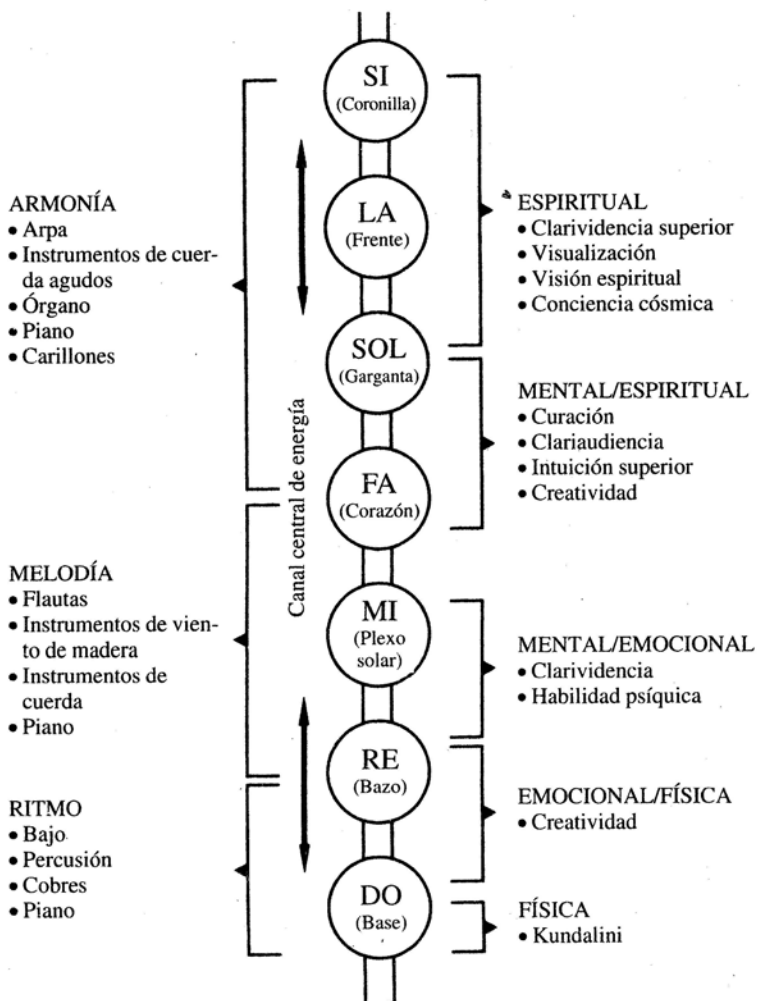 SI
(Coronilla)
LA
(Frente)
SOL
(Garganta)
FA
(Corazón)
MI
(Plexo
solar)
RE
(Bazo)
DO
(Base)
Canal central de energía
ARMONÍA
• Arpa
• Instrumentos de cuer-
da agudos
• Órgano
• Piano
• Carillones
MELODÍA
• Flautas
• Instrumentos de vien-
to de madera
• Instrumentos de
cuerda
• Piano
RITMO
• Bajo
• Percusión
• Cobres
• Piano
ESPIRITUAL
• Clarividencia superior
• Visualización
• Visión espiritual
• Conciencia cósmica
MENTAL/ESPIRITUAL
• Curación
• Clariaudiencia
• Intuición superior
• Creatividad
MENTAL/EMOCIONAL
• Clarividencia
• Habilidad psíquica
EMOCIONAL/FÍSICA
• Creatividad
FÍSICA
• Kundalini